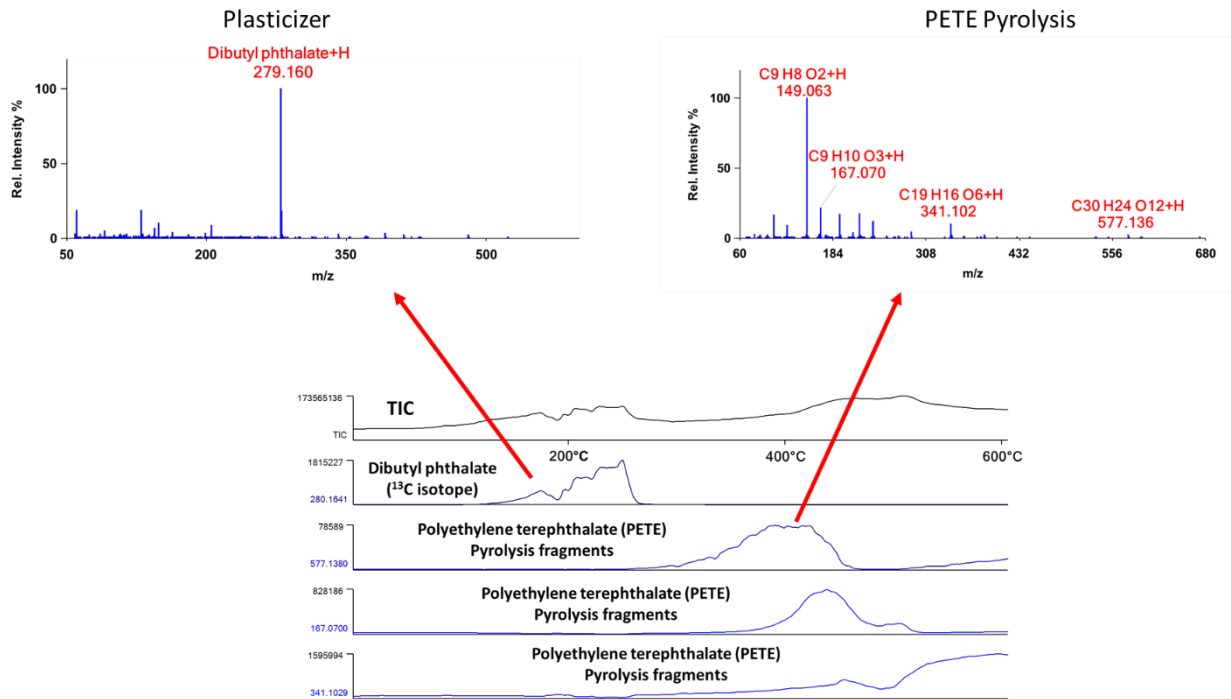 Plasticizer
Dibutyl phthalate+H
279.160
100
50
0
Rel. Intensity %
50
200
350
500
m/z
PETE Pyrolysis
C9 H8 O2+H
149.063
C9 H10 O3+H
167.070
C19 H16 O6+H
341.102
C30 H24 O12+H
577.136
100
50
0
Rel. Intensity %
60
184
308
432
556
680
m/z
173565136
TIC
TIC
200°C
400°C
600°C
1815227
Dibutyl phthalate
(¹³C isotope)
280.1641
78589
Polyethylene terephthalate (PETE)
Pyrolysis fragments
577.1380
828186
Polyethylene terephthalate (PETE)
Pyrolysis fragments
167.0700
1595994
Polyethylene terephthalate (PETE)
Pyrolysis fragments
341.1029